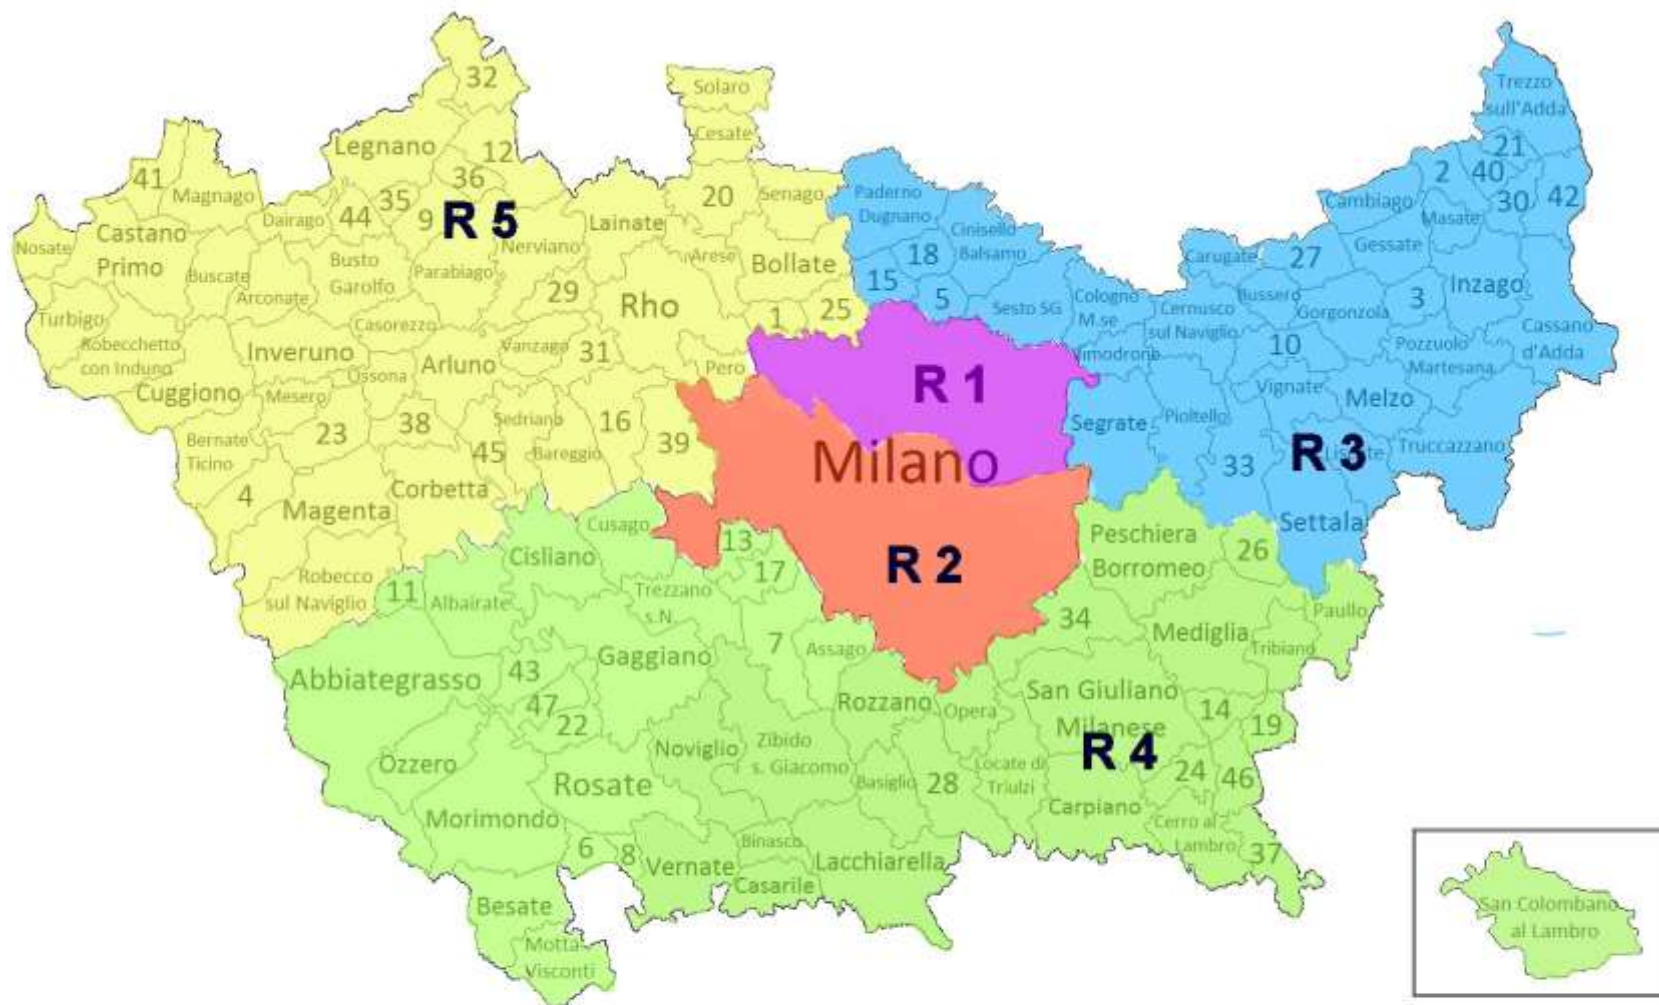 32
Solaro
Trezzo
sull'Adda
Cesate
Legnano
12
21
41
36
2
40
Magnago
35
20
Senago
Paderno
Dugnano
Cambiago
30
42
Dairago
44
9
R 5
Lainate
Masate
Nosate
Castano
Primo
Nerviano
Cinisello
Balsamo
Gessate
Busto
Garolfo
Parabiago
Arese
Bollate
18
Carugate
27
Buscate
Arconate
29
Rho
15
5
Sesto SG
Cologno
M.se
Cernusco
sul Naviglio
Bussero
Gorgonzola
3
Inzago
Turbigo
Casorezzo
1
25
Robecchetto
con Induno
Inveruno
Arluno
Vanzago
31
10
Cassano
d'Adda
Pozzuolo
Martesana
Ossona
Pero
Vimodrone
Cuggiono
Mesero
R 1
Vignate
Melzo
Bernate
Ticino
23
38
Sedriano
16
39
Segrate
Pioltello
Truccazzano
45
Bareggio
Milano
33
R 3
4
Corbetta
Magenta
Cusago
Settala
Cisliano
13
Peschiera
Borromeo
26
Robecco
sul Naviglio
17
R 2
11
Albairate
Trezzano
s.N.
34
Paullo
7
Assago
Mediglia
Tribiano
Abbiategrasso
43
Gaggiano
47
Rozzano
San Giuliano
Milanese
22
Opera
14
19
Noviglio
Zibido
s. Giacomo
R 4
Ozzero
Rosate
Basiglio
28
Locate di
Triulzi
24
46
Morimondo
Carpiano
6
8
Vernate
Binasco
Lacchiarella
Cerro al
Lambro
37
Casarile
Besate
San Colombano
al Lambro
Motta
Visconti